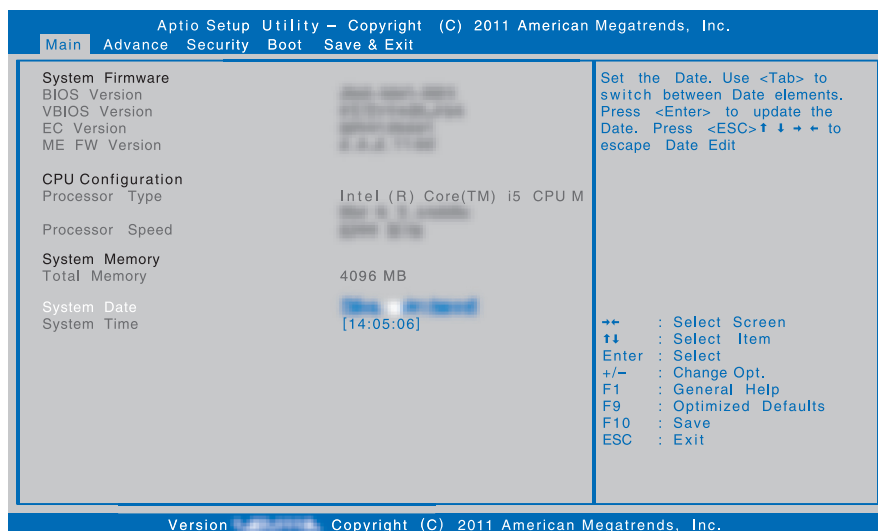 Aptio Setup Utility – Copyright (C) 2011 American Megatrends, Inc.
Main Advance Security Boot Save & Exit
System Firmware
BIOS Version
VBIOS Version
EC Version
ME FW Version
CPU Configuration
Processor Type Intel (R) Core(TM) i5 CPU M
Processor Speed
System Memory
Total Memory 4096 MB
System Date
System Time [14:05:06]
Set the Date. Use <Tab> to
switch between Date elements.
Press <Enter> to update the
Date. Press <ESC>↑ ↓ → ← to
escape Date Edit
→← : Select Screen
↑↓ : Select Item
Enter : Select
+/– : Change Opt.
F1 : General Help
F9 : Optimized Defaults
F10 : Save
ESC : Exit
Version Copyright (C) 2011 American Megatrends, Inc.